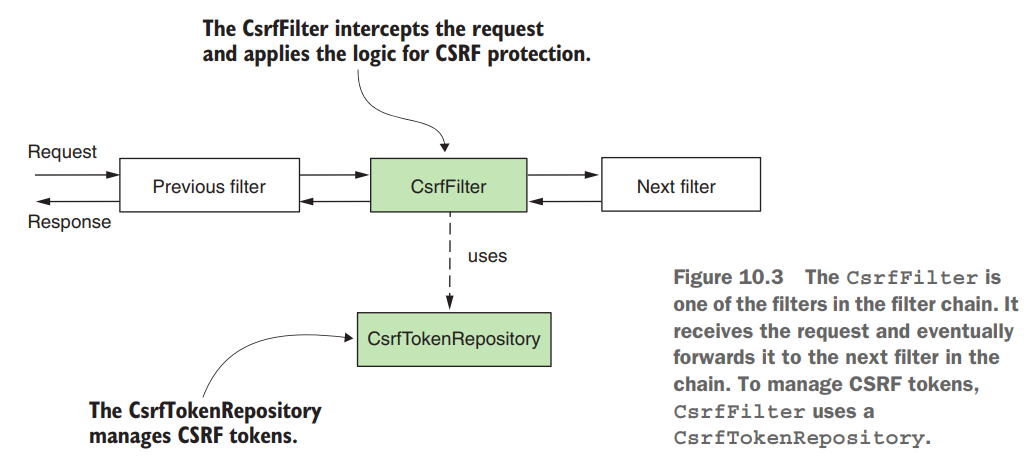 The CsrfFilter intercepts the request
and applies the logic for CSRF protection.
Request
Previous filter
CsrfFilter
Next filter
Response
uses
CsrfTokenRepository
The CsrfTokenRepository
manages CSRF tokens.
Figure 10.3 The CsrfFilter is
one of the filters in the filter chain. It
receives the request and eventually
forwards it to the next filter in the
chain. To manage CSRF tokens,
CsrfFilter uses a
CsrfTokenRepository.